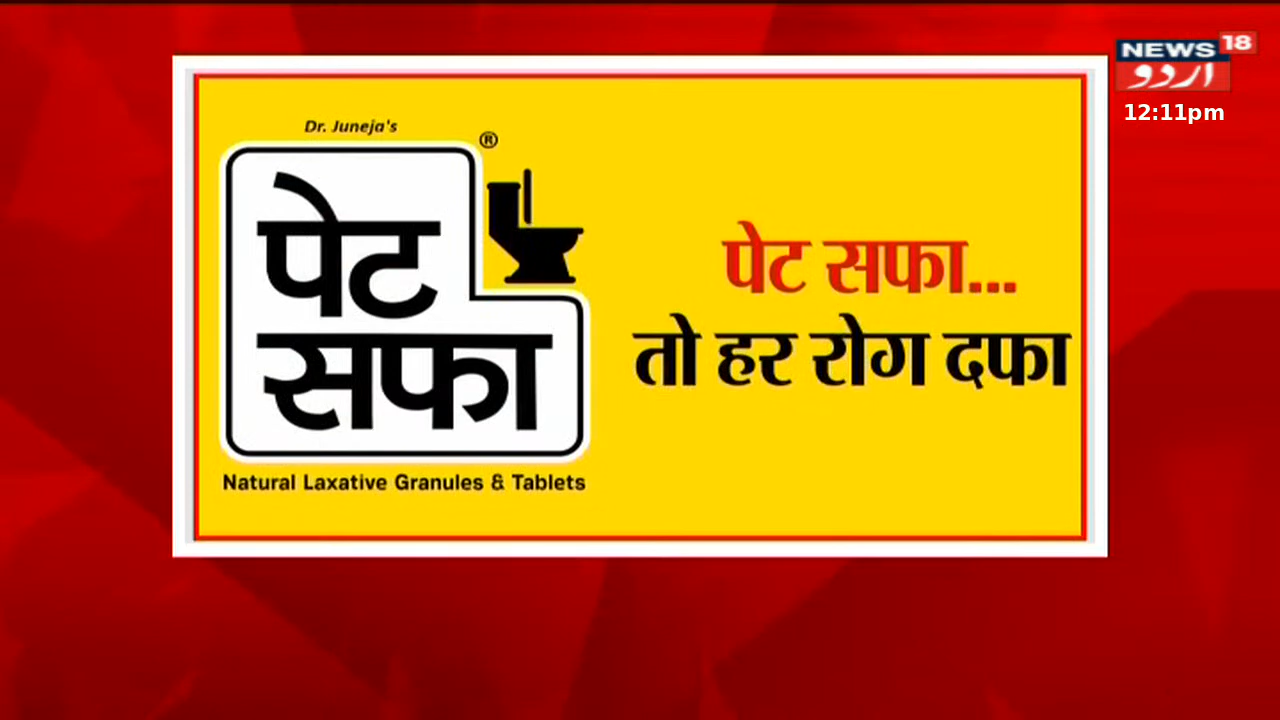 NEWS 18
اردو
12:11pm
Dr. Juneja's
®
पेट
सफा
Natural Laxative Granules & Tablets
पेट सफा...
तो हर रोग दफा